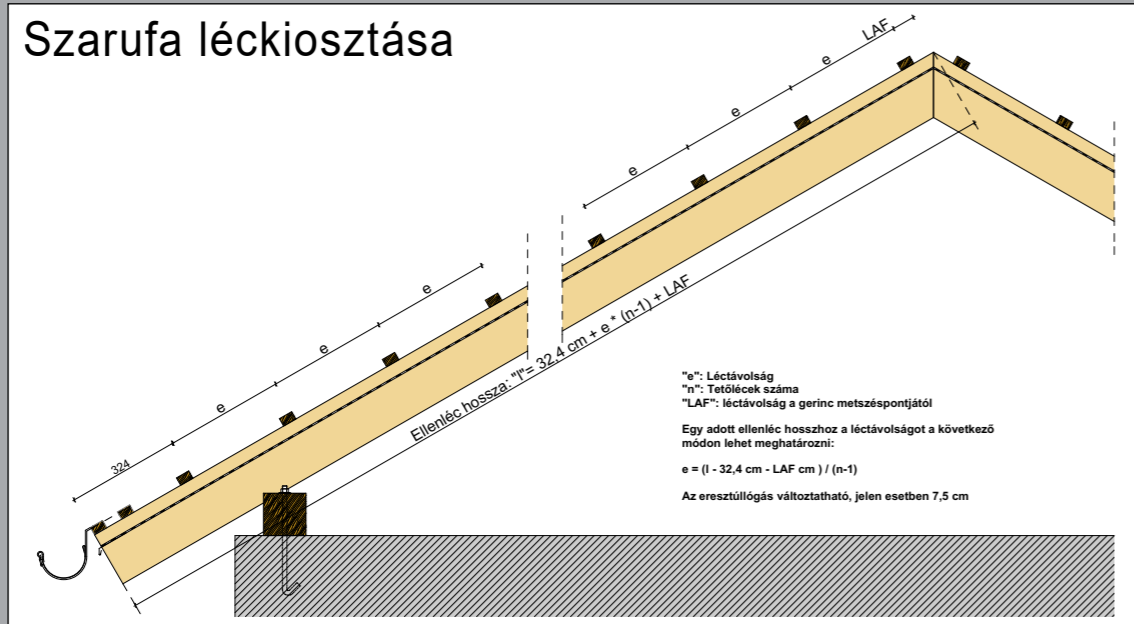 Szarufa léckiosztása
LAF
e
e
e
e
e
e
324
Ellenléc hossza: "l"= 32,4 cm + e * (n-1) + LAF
"e": Léctávolság
"n": Tetőlécek száma
"LAF": léctávolság a gerinc metszéspontjától
Egy adott ellenléc hosszhoz a léctávolságot a következő
módon lehet meghatározni:
e = (l - 32,4 cm - LAF cm ) / (n-1)
Az eresztúllógás változtatható, jelen esetben 7,5 cm